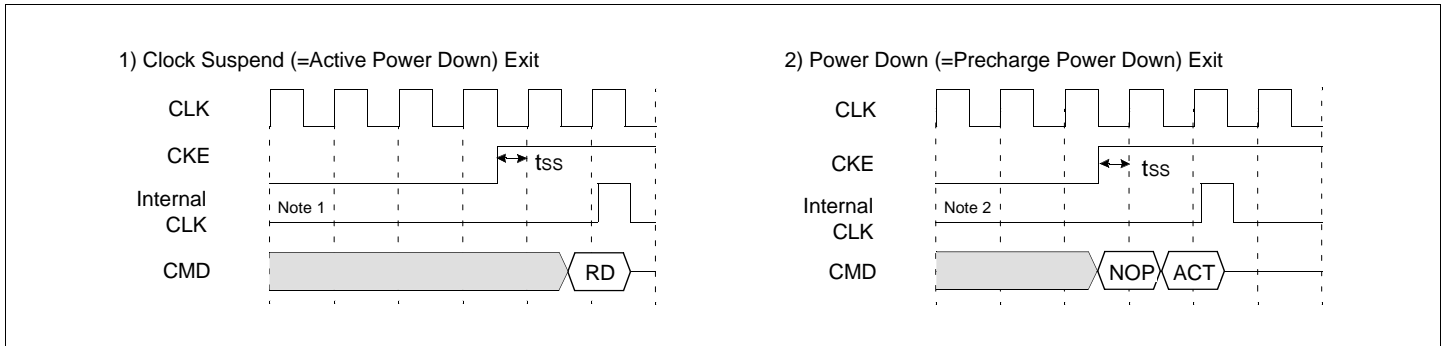 1) Clock Suspend (=Active Power Down) Exit
CLK
CKE
tSS
Internal
CLK
Note 1
CMD
RD
2) Power Down (=Precharge Power Down) Exit
CLK
CKE
tSS
Internal
CLK
Note 2
CMD
NOP
ACT